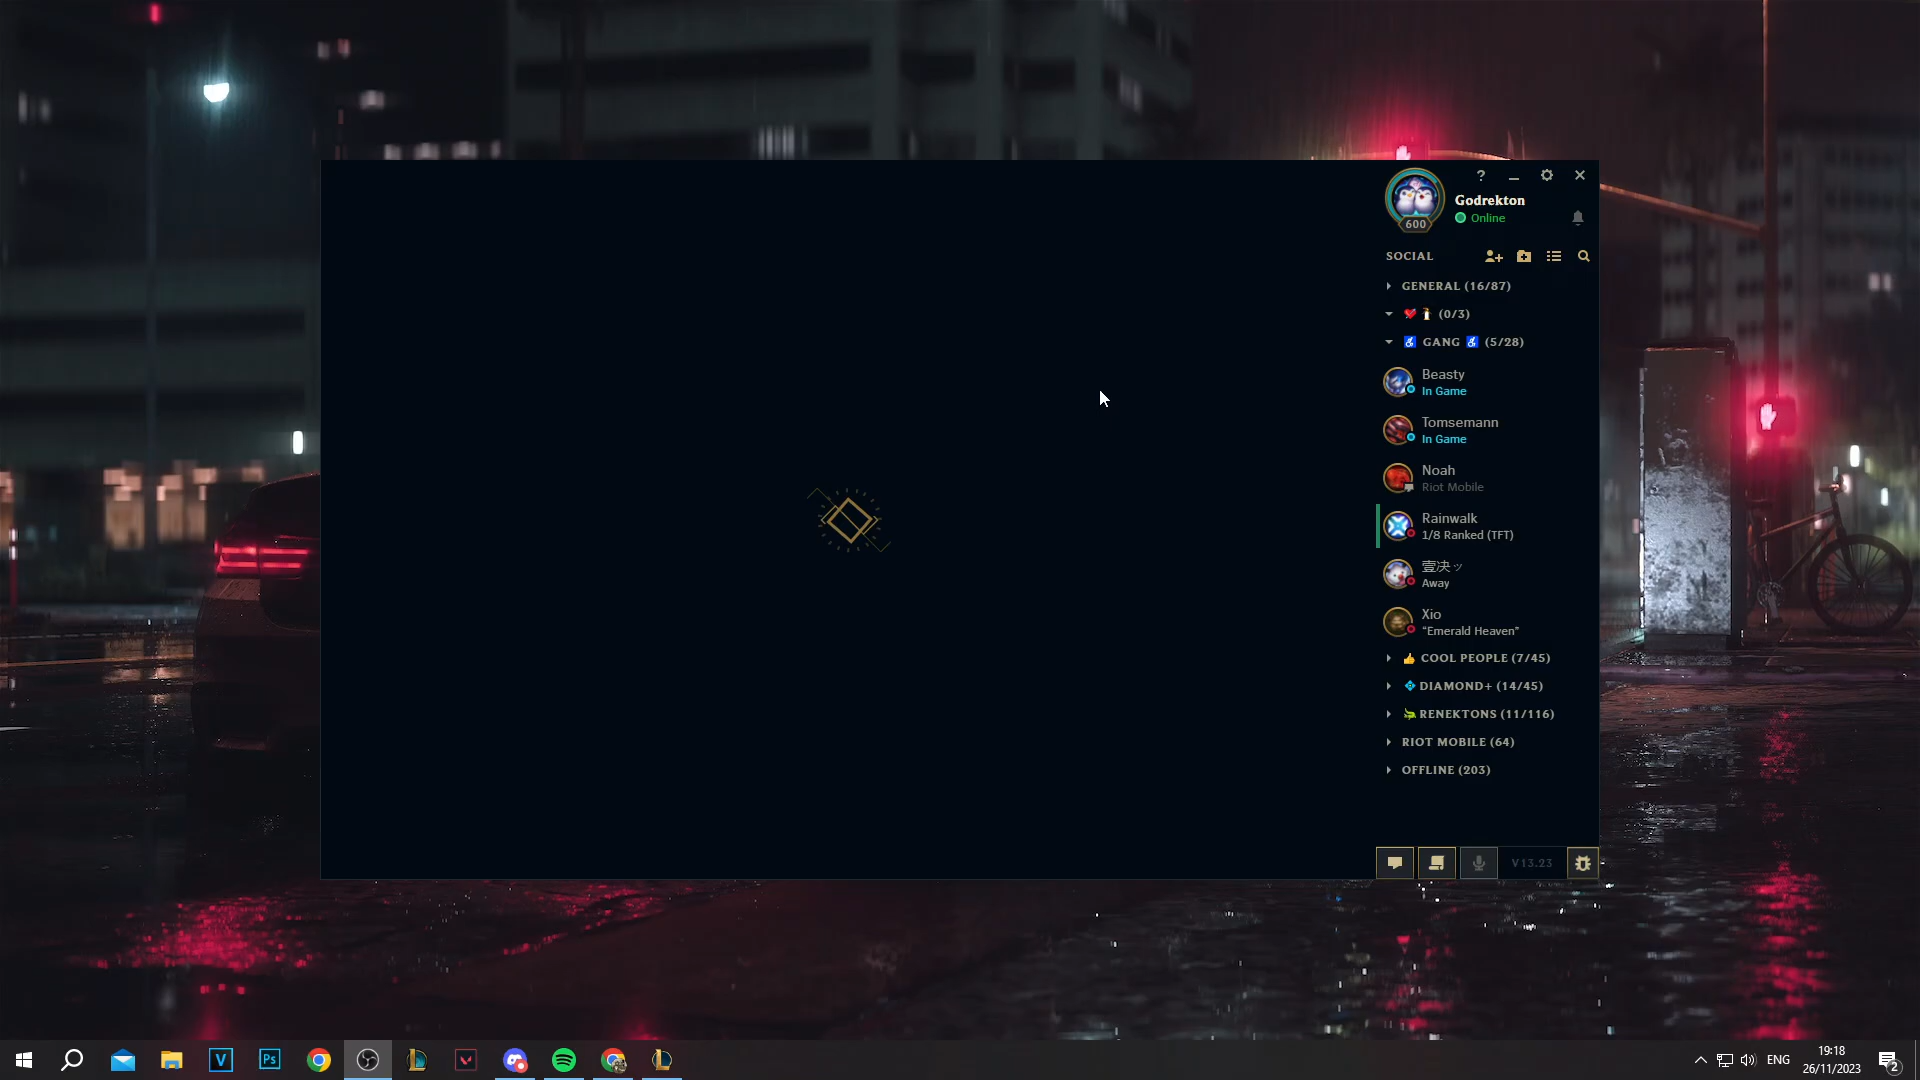 ?
Godrekton
Online
600
SOCIAL
GENERAL (16/87)
❤️ (0/3)
♿ GANG ♿ (5/28)
Beasty
In Game
Tomsemann
In Game
Noah
Riot Mobile
Rainwalk
1/8 Ranked (TFT)
壹决ッ
Away
Xio
“Emerald Heaven”
👍 COOL PEOPLE (7/45)
💠 DIAMOND+ (14/45)
🐊 RENEKTONS (11/116)
RIOT MOBILE (64)
OFFLINE (203)
V13.23
V
Ps
ENG
19:18
26/11/2023
2